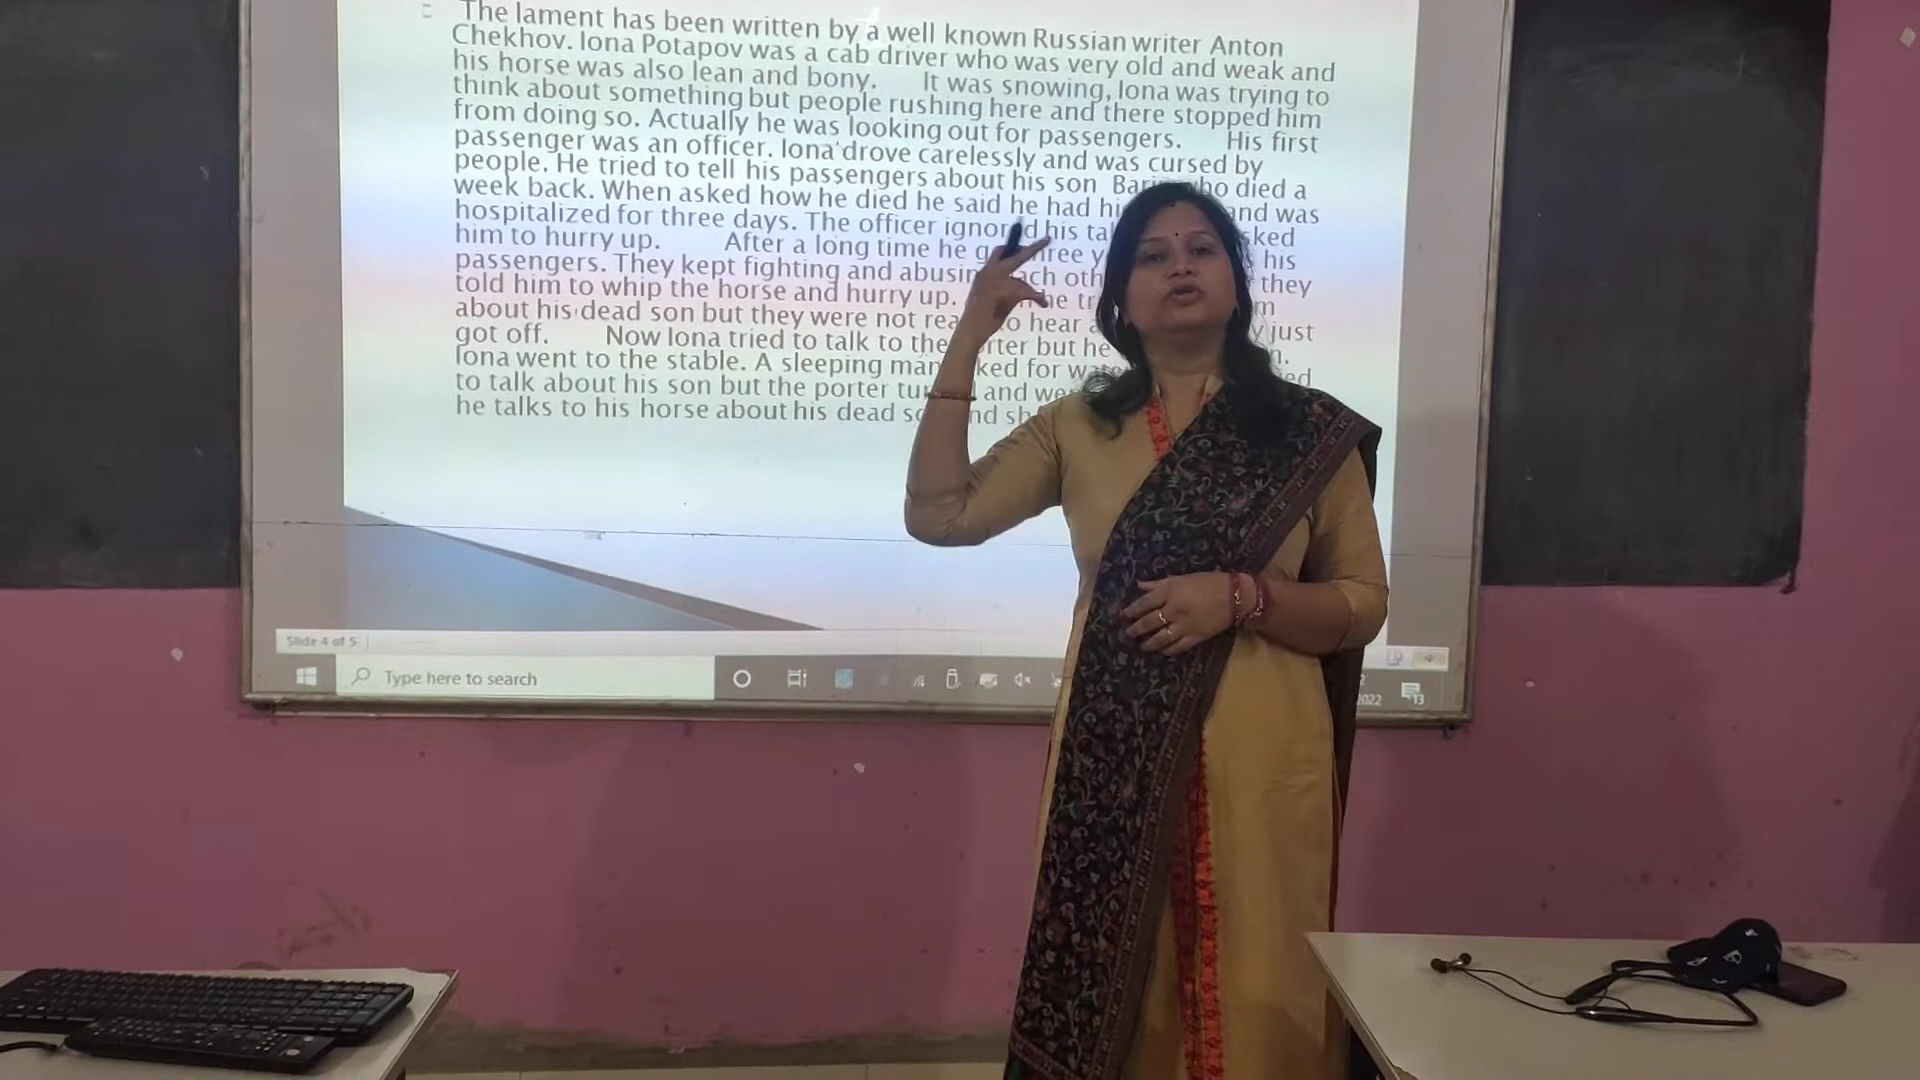 The lament has been written by a well known Russian writer Anton
Chekhov. Iona Potapov was a cab driver who was very old and weak and
his horse was also lean and bony. It was snowing, Iona was trying to
think about something but people rushing here and there stopped him
from doing so. Actually he was looking out for passengers. His first
passenger was an officer. Iona drove carelessly and was cursed by
people. He tried to tell his passengers about his son who died a
week back. When asked how he died he said he had and was
hospitalized for three days. The officer ignored his
him to hurry up. After a long time he his
passengers. They kept fighting and abusing they
told him to whip the horse and hurry up.
about his dead son but they were not to hear just
got off. Now Iona tried to talk to the but he
Iona went to the stable. A sleeping man for
to talk about his son but the porter and
he talks to his horse about his dead
Slide 4 of 5
Type here to search
2022
13